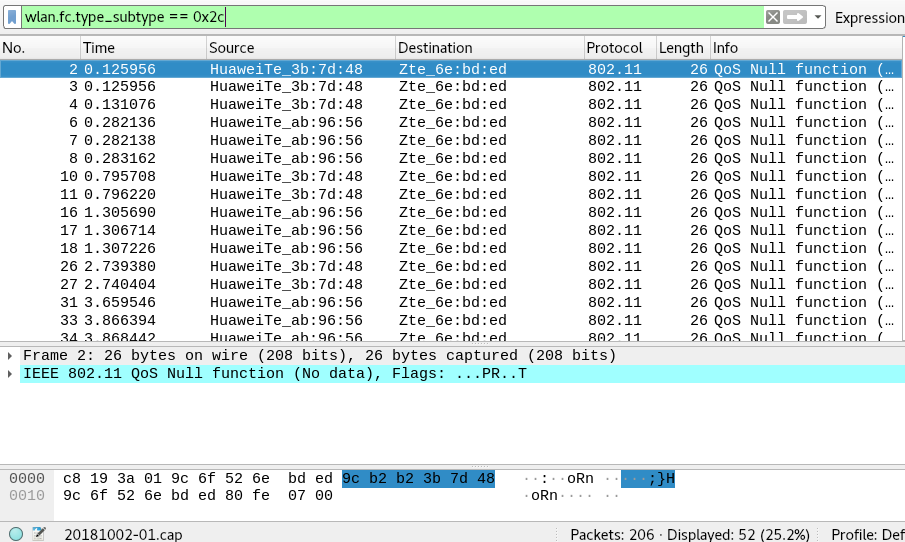 wlan.fc.type_subtype == 0x2c Expression
No. Time Source Destination Protocol Length Info
2 0.125956 HuaweiTe_3b:7d:48 Zte_6e:bd:ed 802.11 26 QoS Null function (…
3 0.125956 HuaweiTe_3b:7d:48 Zte_6e:bd:ed 802.11 26 QoS Null function (…
4 0.131076 HuaweiTe_3b:7d:48 Zte_6e:bd:ed 802.11 26 QoS Null function (…
6 0.282136 HuaweiTe_ab:96:56 Zte_6e:bd:ed 802.11 26 QoS Null function (…
7 0.282138 HuaweiTe_ab:96:56 Zte_6e:bd:ed 802.11 26 QoS Null function (…
8 0.283162 HuaweiTe_ab:96:56 Zte_6e:bd:ed 802.11 26 QoS Null function (…
10 0.795708 HuaweiTe_3b:7d:48 Zte_6e:bd:ed 802.11 26 QoS Null function (…
11 0.796220 HuaweiTe_3b:7d:48 Zte_6e:bd:ed 802.11 26 QoS Null function (…
16 1.305690 HuaweiTe_ab:96:56 Zte_6e:bd:ed 802.11 26 QoS Null function (…
17 1.306714 HuaweiTe_ab:96:56 Zte_6e:bd:ed 802.11 26 QoS Null function (…
18 1.307226 HuaweiTe_ab:96:56 Zte_6e:bd:ed 802.11 26 QoS Null function (…
26 2.739380 HuaweiTe_3b:7d:48 Zte_6e:bd:ed 802.11 26 QoS Null function (…
27 2.740404 HuaweiTe_3b:7d:48 Zte_6e:bd:ed 802.11 26 QoS Null function (…
31 3.659546 HuaweiTe_ab:96:56 Zte_6e:bd:ed 802.11 26 QoS Null function (…
33 3.866394 HuaweiTe_ab:96:56 Zte_6e:bd:ed 802.11 26 QoS Null function (…
34 3.868442 HuaweiTe_ab:96:56 Zte_6e:bd:ed 802.11 26 QoS Null function (…
Frame 2: 26 bytes on wire (208 bits), 26 bytes captured (208 bits)
IEEE 802.11 QoS Null function (No data), Flags: ...PR..T
0000 c8 19 3a 01 9c 6f 52 6e bd ed 9c b2 b2 3b 7d 48 ··:··oRn ·····;}H
0010 9c 6f 52 6e bd ed 80 fe 07 00 ·oRn···· ··
20181002-01.cap Packets: 206 · Displayed: 52 (25.2%) Profile: Def